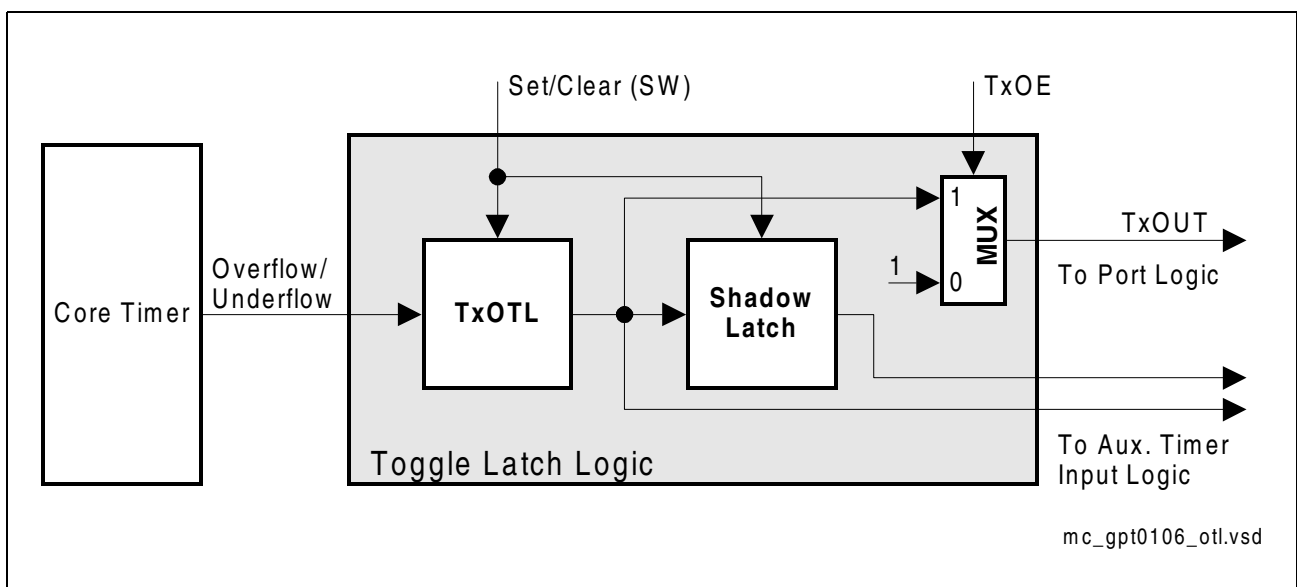 Set/Clear (SW)
TxOE
Core Timer
Overflow/
Underflow
TxOTL
Shadow
Latch
1
1
0
MUX
TxOUT
To Port Logic
Toggle Latch Logic
To Aux. Timer
Input Logic
mc_gpt0106_otl.vsd